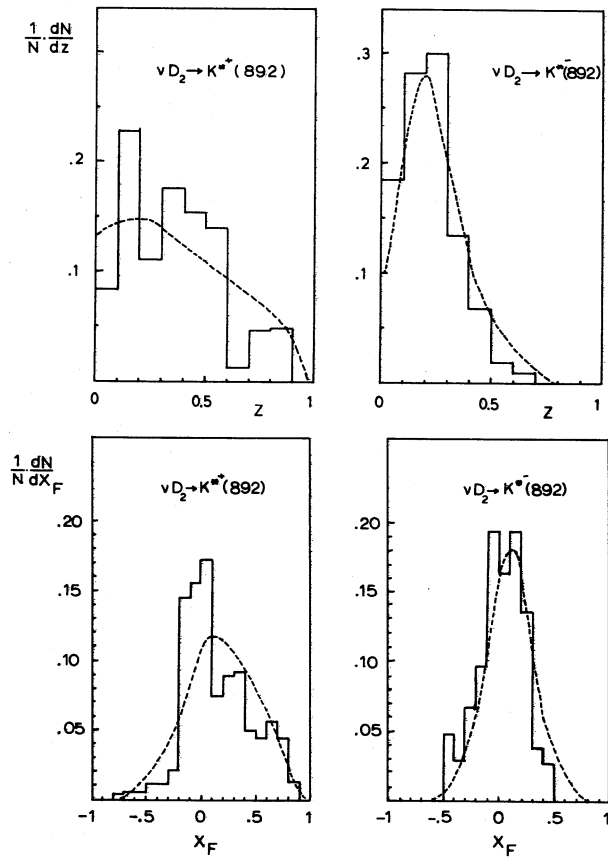 1/N · dN/dz
νD₂→K*⁺(892)
.2
.1
0 0.5 1
Z
νD₂→K*⁻(892)
.3
.2
.1
0 0.5 1
Z
1/N · dN/dX_F
νD₂→K*⁺(892)
.20
.15
.10
.05
-1 -.5 0 .5 1
X_F
νD₂→K*⁻(892)
.20
.15
.10
.05
-1 -.5 0 .5 1
X_F